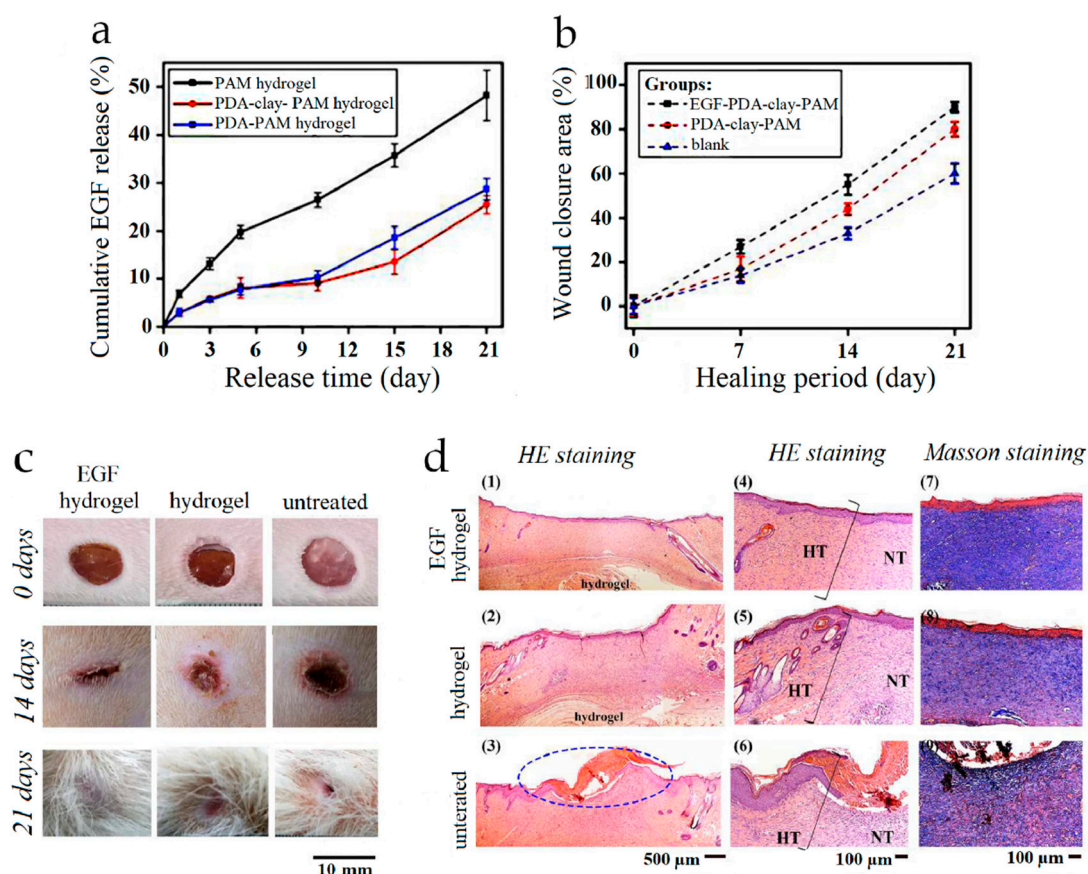 a
Cumulative EGF release (%)
50
40
30
20
10
0
PAM hydrogel
PDA-clay- PAM hydrogel
PDA-PAM hydrogel
0 3 6 9 12 15 18 21
Release time (day)
b
Wound closure area (%)
100
80
60
40
20
0
Groups:
EGF-PDA-clay-PAM
PDA-clay-PAM
blank
0 7 14 21
Healing period (day)
c
EGF
hydrogel hydrogel untreated
0 days
14 days
21 days
10 mm
d
HE staining HE staining Masson staining
EGF
hydrogel
(1) (4) (7)
hydrogel
HT NT
hydrogel
(2) (5) (8)
hydrogel
HT NT
untrerated
(3) (6)
HT NT
500 µm 100 µm 100 µm